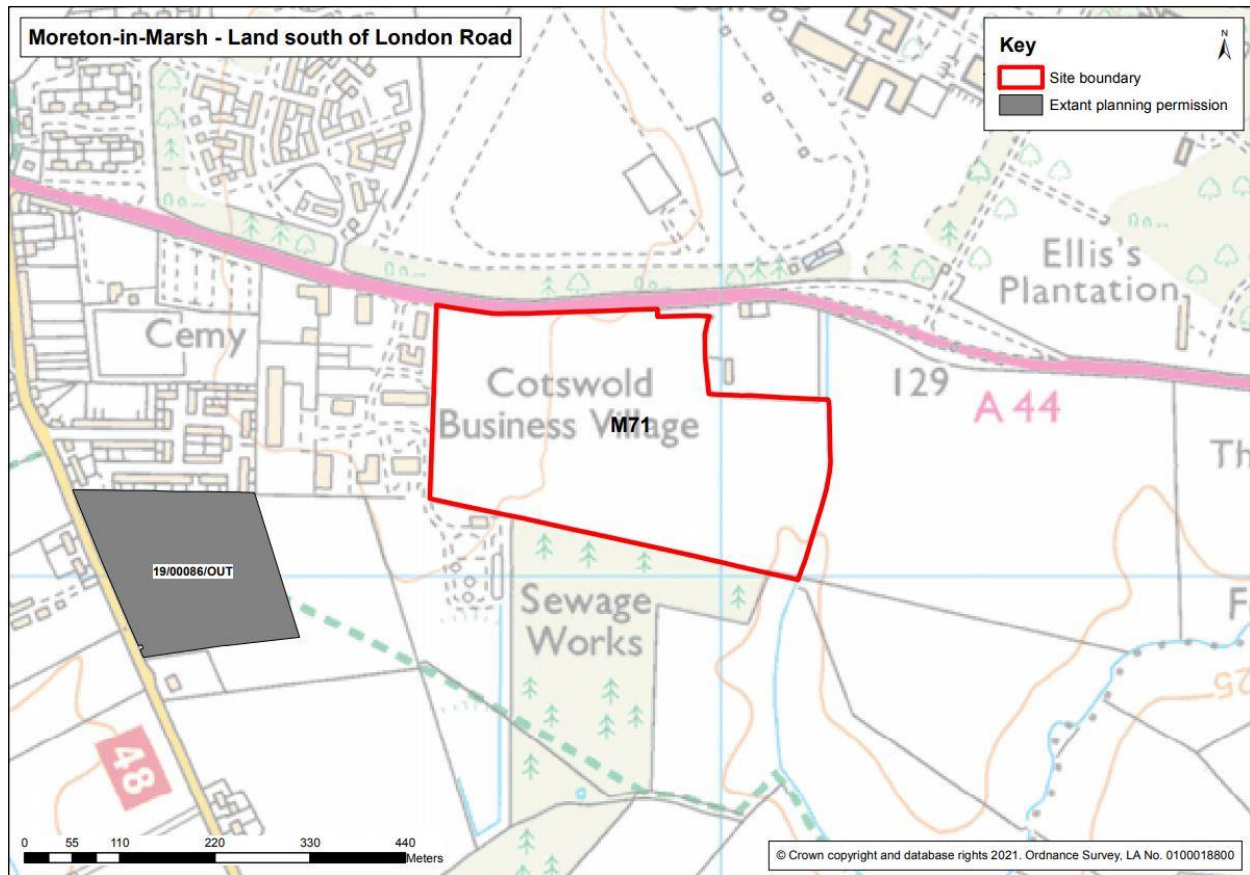 Moreton-in-Marsh - Land south of London Road
Key
N
Site boundary
Extant planning permission
Ellis's
Plantation
Cemy
Cotswold
Business Village
M71
129
A 44
Th
19/00086/OUT
Sewage
Works
F
25
48
0 55 110 220 330 440
Meters
© Crown copyright and database rights 2021. Ordnance Survey, LA No. 0100018800